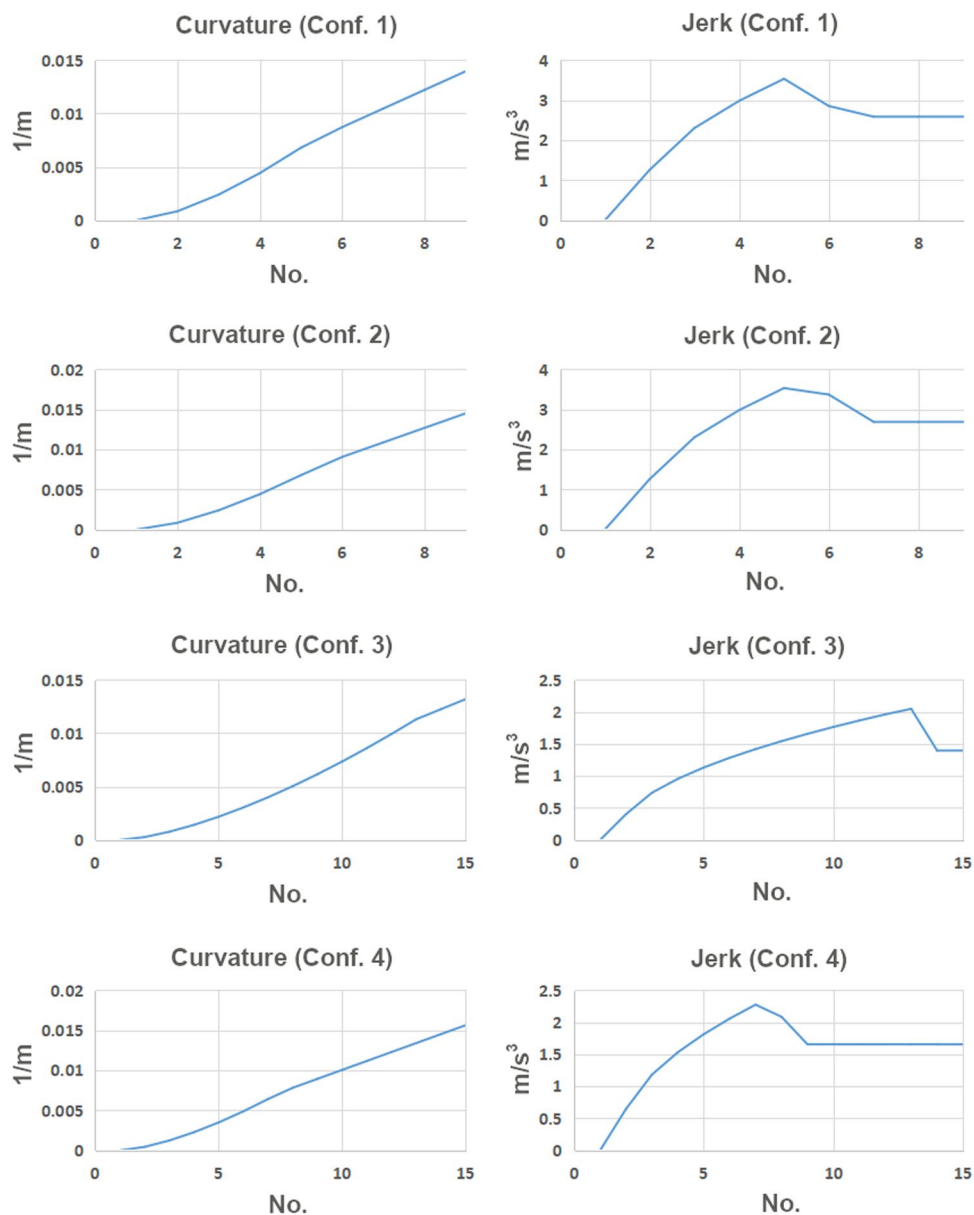 Curvature (Conf. 1)
0.015
0.01
0.005
0
1/m
0 2 4 6 8
No.
Jerk (Conf. 1)
4
3
2
1
0
m/s³
0 2 4 6 8
No.
Curvature (Conf. 2)
0.02
0.015
0.01
0.005
0
1/m
0 2 4 6 8
No.
Jerk (Conf. 2)
4
3
2
1
0
m/s³
0 2 4 6 8
No.
Curvature (Conf. 3)
0.015
0.01
0.005
0
1/m
0 5 10 15
No.
Jerk (Conf. 3)
2.5
2
1.5
1
0.5
0
m/s³
0 5 10 15
No.
Curvature (Conf. 4)
0.02
0.015
0.01
0.005
0
1/m
0 5 10 15
No.
Jerk (Conf. 4)
2.5
2
1.5
1
0.5
0
m/s³
0 5 10 15
No.